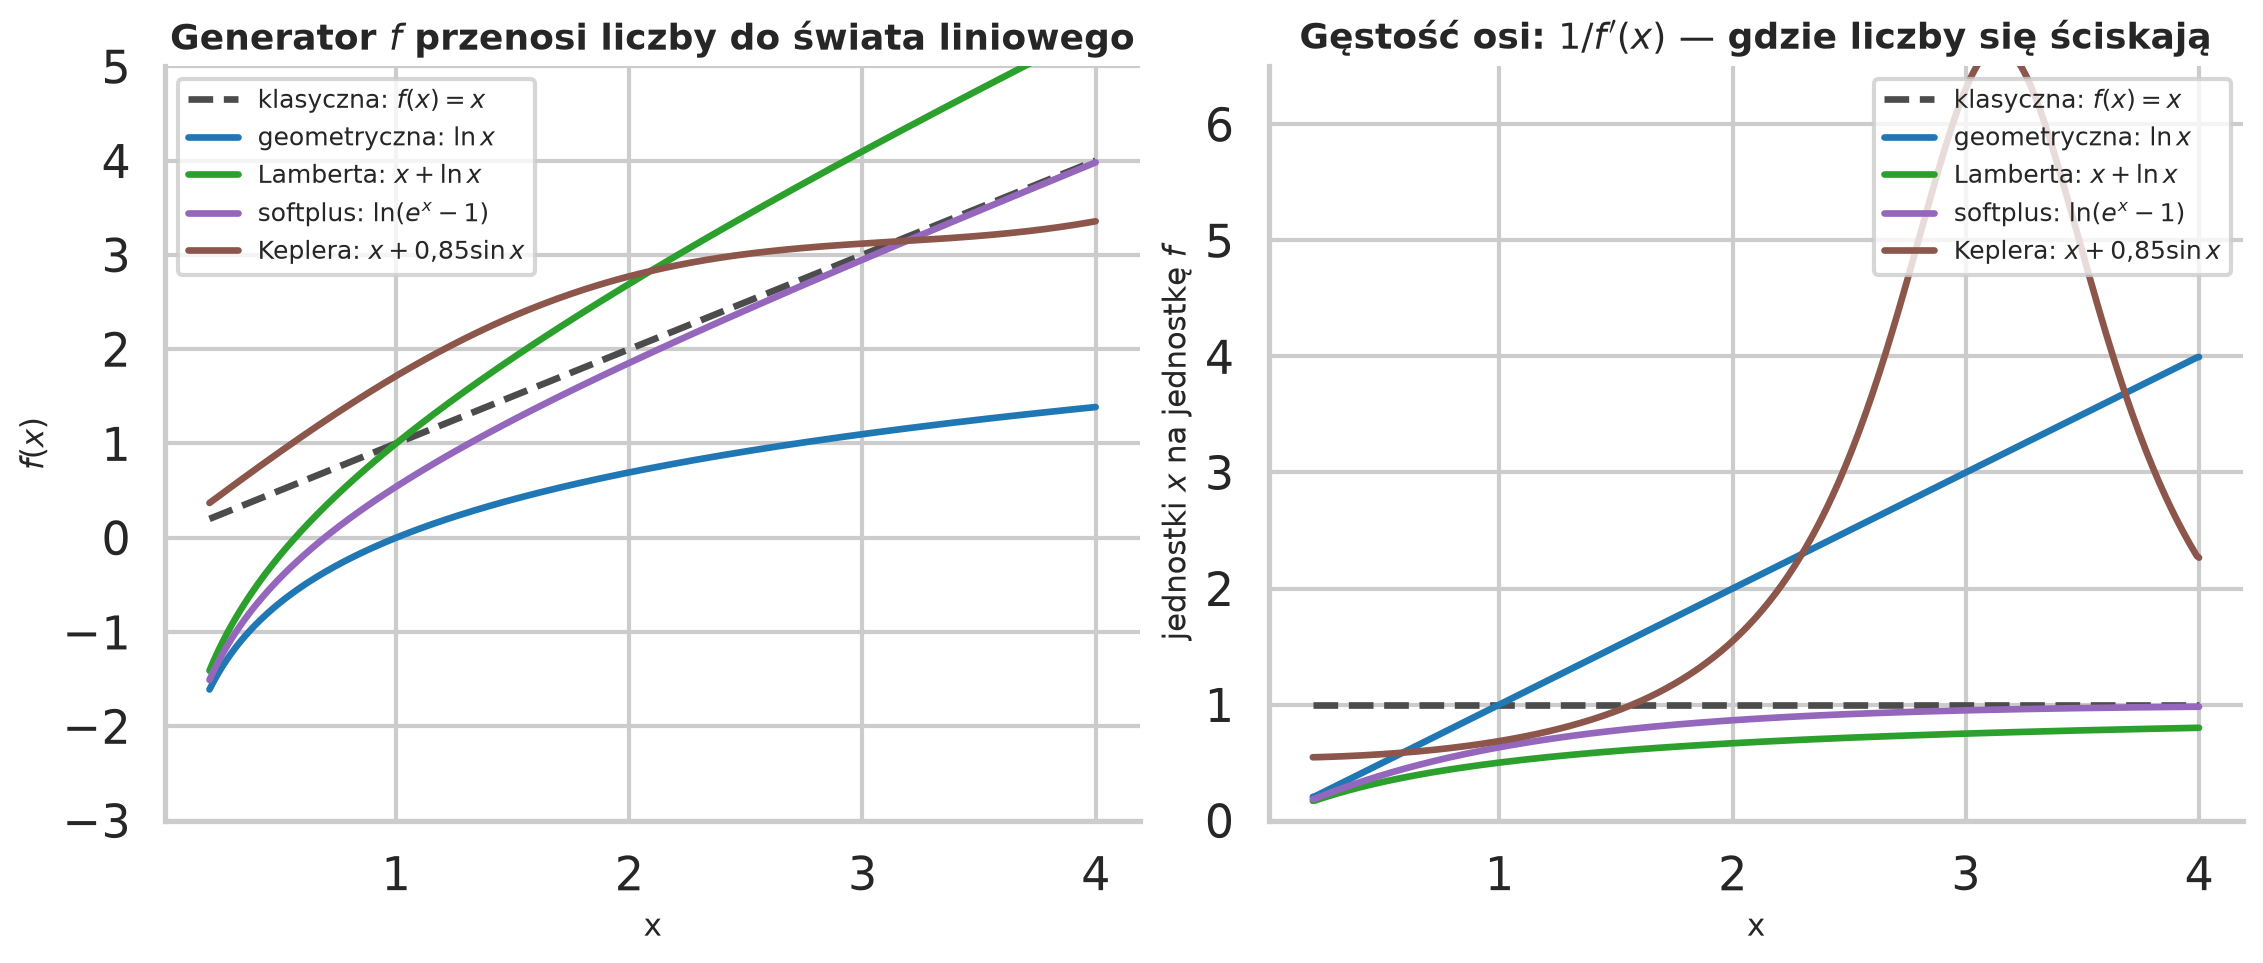 Generator f przenosi liczby do świata liniowego
5
4
3
2
1
0
−1
−2
−3
f(x)
klasyczna: f(x) = x
geometryczna: ln x
Lamberta: x + ln x
softplus: ln(eˣ − 1)
Keplera: x + 0,85sin x
1 2 3 4
x
Gęstość osi: 1/f′(x) — gdzie liczby się ściskają
6
5
4
3
2
1
0
jednostki x na jednostkę f
klasyczna: f(x) = x
geometryczna: ln x
Lamberta: x + ln x
softplus: ln(eˣ − 1)
Keplera: x + 0,85sin x
1 2 3 4
x